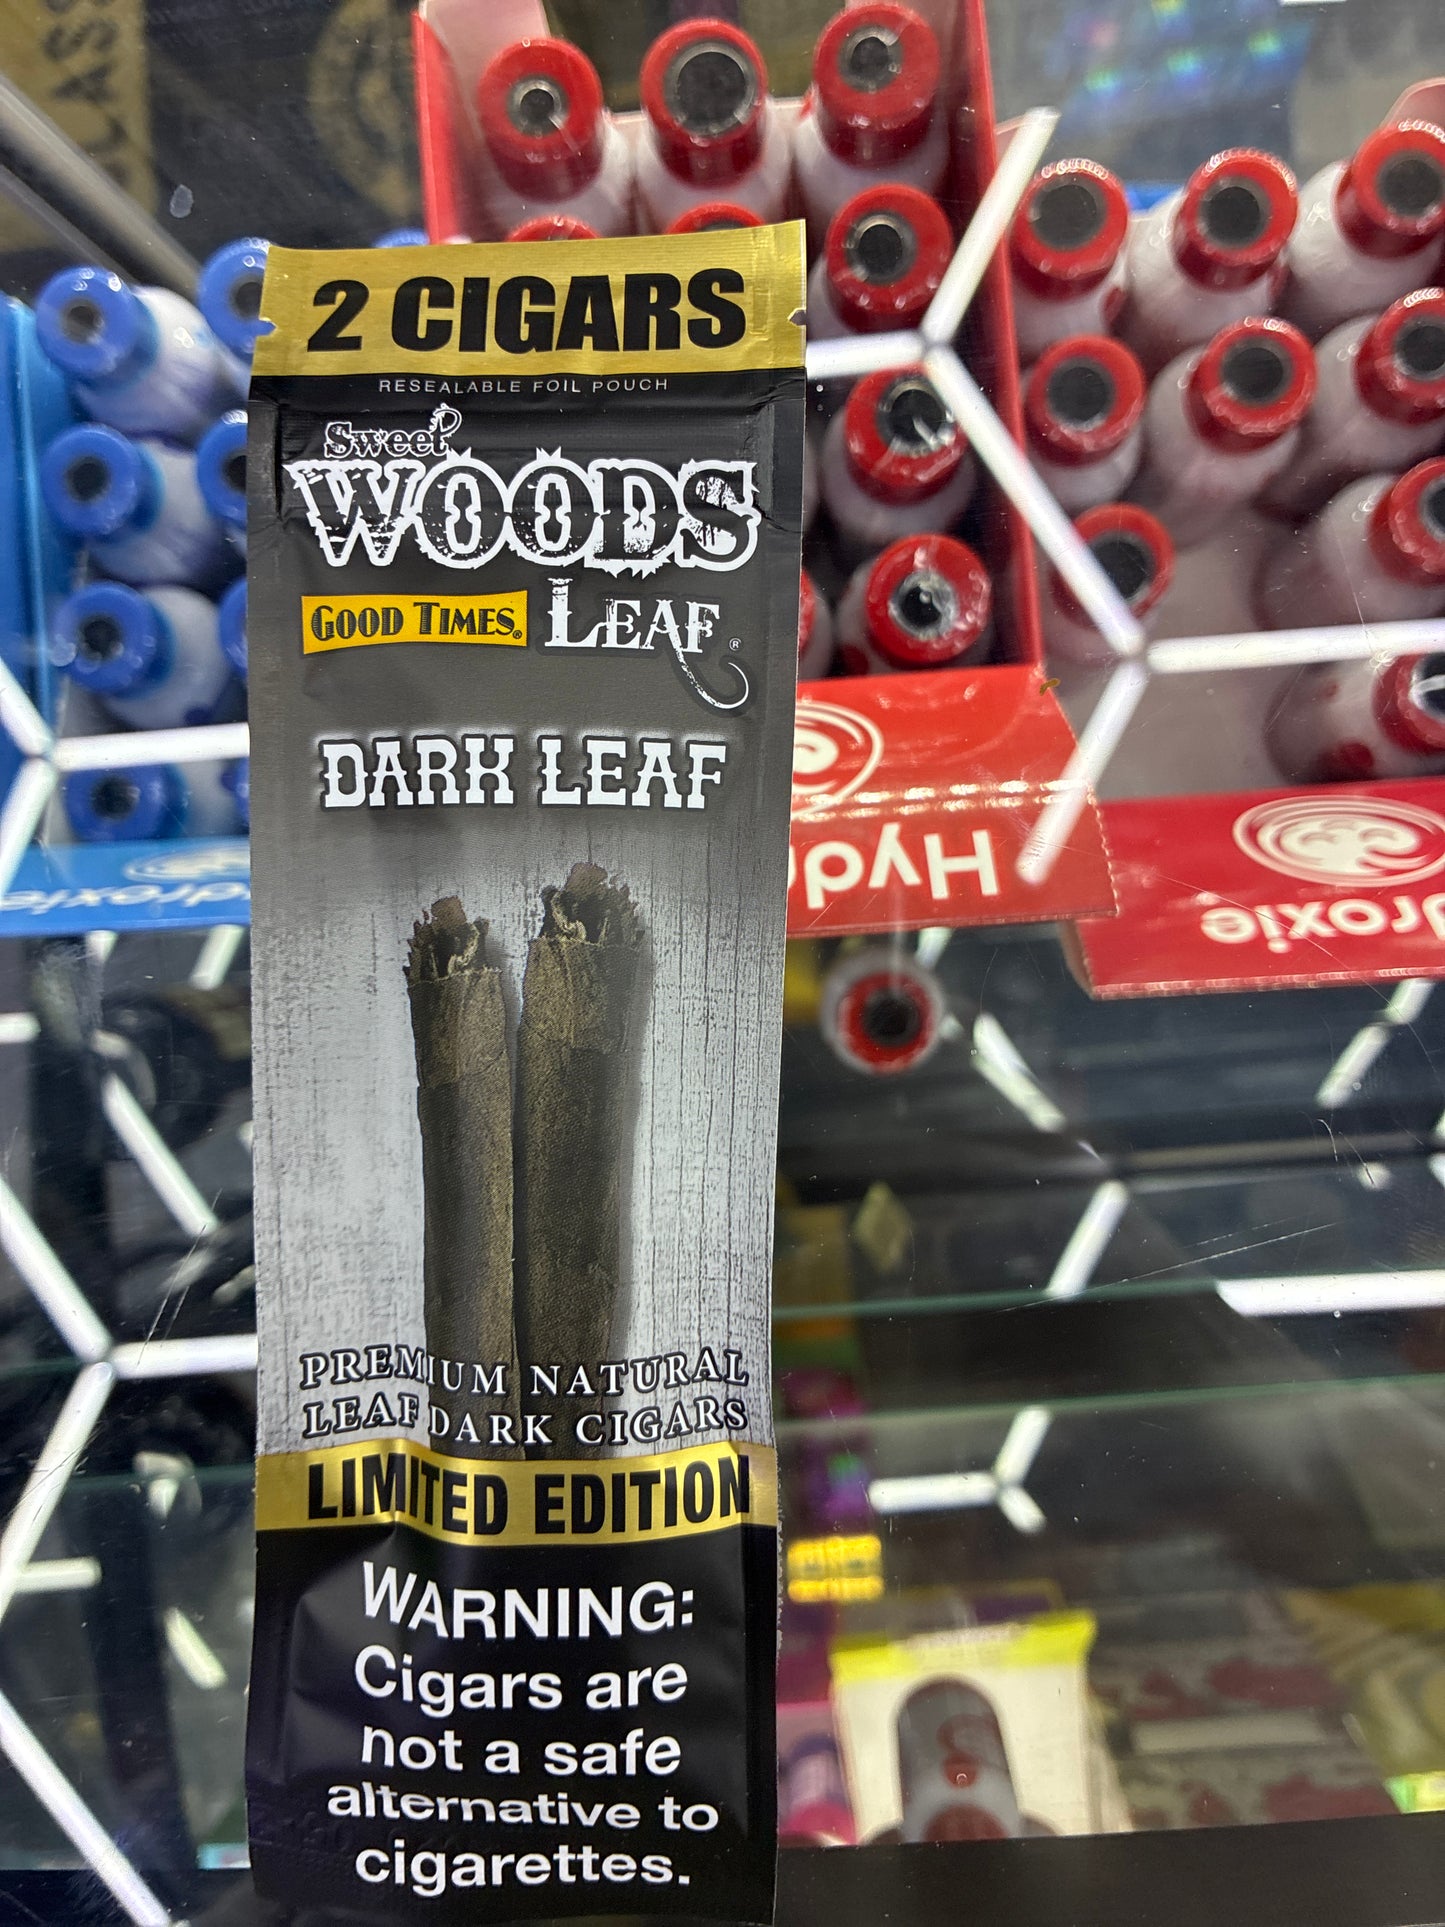 2 CIGARS
RESEALABLE FOIL POUCH
Sweet
WOODS
GOOD TIMES® LEAF®
DARK LEAF
PREMIUM NATURAL
LEAF DARK CIGARS
LIMITED EDITION
WARNING:
Cigars are
not a safe
alternative to
cigarettes.
Hyd
roxie
droxie